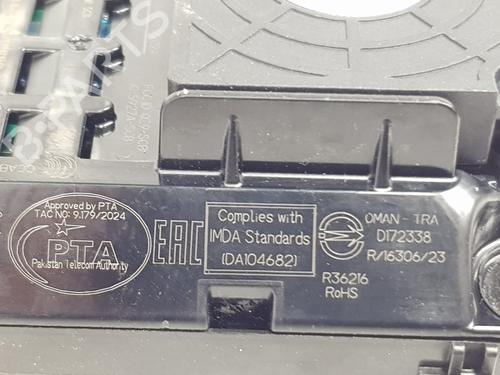 B-PARTS
Approved by PTA
TAC NO: 9.179/2024
PTA
Pakistan Telecom Authority
EAC
Complies with
IMDA Standards
(DA104682)
OMAN - TRA
D172338
R/16306/23
R36216
RoHS